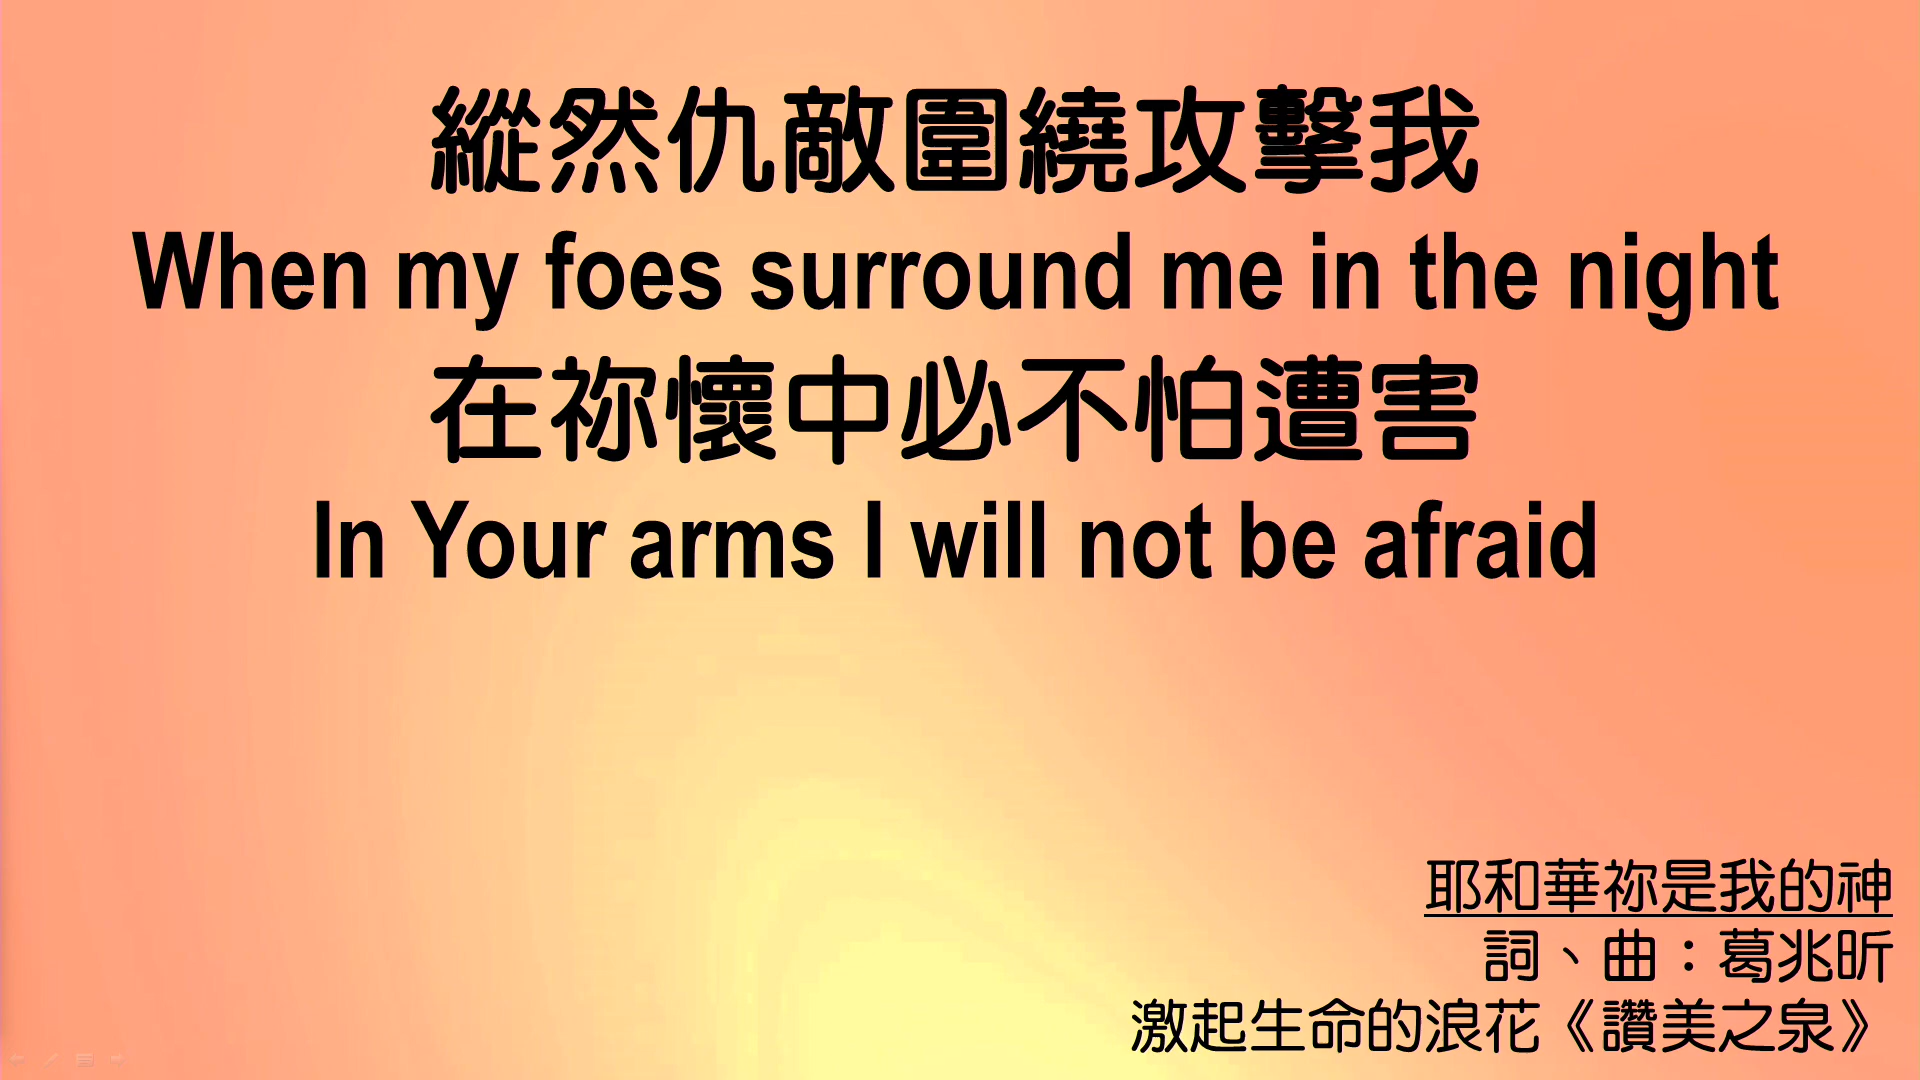 縱然仇敵圍繞攻擊我
When my foes surround me in the night
在祢懷中必不怕遭害
In Your arms I will not be afraid
耶和華祢是我的神
詞、曲：葛兆昕
激起生命的浪花《讚美之泉》